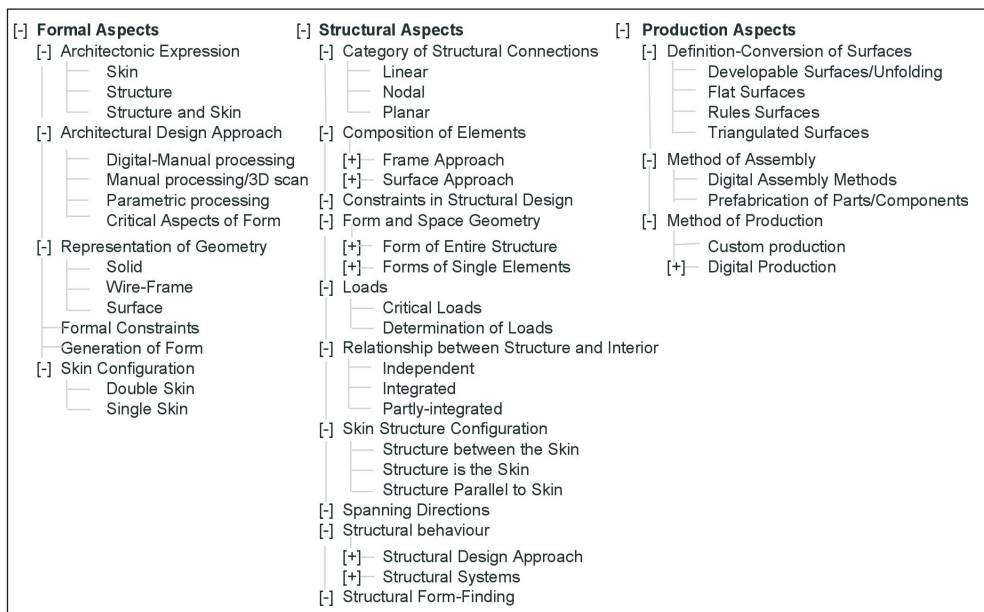 [-] Formal Aspects
[-] Architectonic Expression
Skin
Structure
Structure and Skin
[-] Architectural Design Approach
Digital-Manual processing
Manual processing/3D scan
Parametric processing
Critical Aspects of Form
[-] Representation of Geometry
Solid
Wire-Frame
Surface
Formal Constraints
Generation of Form
[-] Skin Configuration
Double Skin
Single Skin
[-] Structural Aspects
[-] Category of Structural Connections
Linear
Nodal
Planar
[-] Composition of Elements
[+] Frame Approach
[+] Surface Approach
[-] Constraints in Structural Design
[-] Form and Space Geometry
[+] Form of Entire Structure
[+] Forms of Single Elements
[-] Loads
Critical Loads
Determination of Loads
[-] Relationship between Structure and Interior
Independent
Integrated
Partly-integrated
[-] Skin Structure Configuration
Structure between the Skin
Structure is the Skin
Structure Parallel to Skin
[-] Spanning Directions
[-] Structural behaviour
[+] Structural Design Approach
[+] Structural Systems
[-] Structural Form-Finding
[-] Production Aspects
[-] Definition-Conversion of Surfaces
Developable Surfaces/Unfolding
Flat Surfaces
Rules Surfaces
Triangulated Surfaces
[-] Method of Assembly
Digital Assembly Methods
Prefabrication of Parts/Components
[-] Method of Production
Custom production
[+] Digital Production